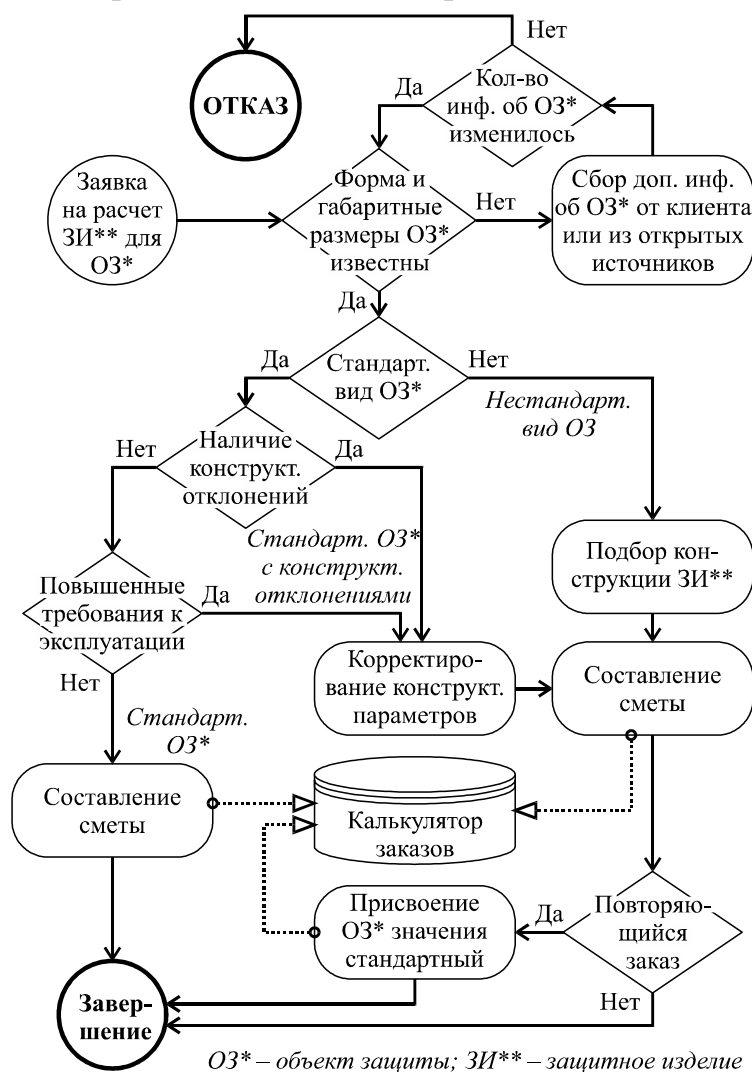 Нет
ОТКАЗ
Да
Кол-во
инф. об ОЗ*
изменилось
Заявка
на расчет
ЗИ** для
ОЗ*
Форма и
габаритные
размеры ОЗ*
известны
Нет
Сбор доп. инф.
об ОЗ* от клиента
или из открытых
источников
Да
Да
Стандарт.
вид ОЗ*
Нет
Нестандарт.
вид ОЗ
Нет
Наличие
конструкт.
отклонений
Да
Стандарт. ОЗ*
с конструкт.
отклонениями
Подбор кон-
струкции ЗИ**
Повышенные
требования к
эксплуатации
Да
Нет
Корректиро-
вание конструкт.
параметров
Составление
сметы
Стандарт.
ОЗ*
Составление
сметы
Калькулятор
заказов
Присвоение
ОЗ* значения
стандартный
Да
Повторяю-
щийся
заказ
Нет
Завер-
шение
ОЗ* – объект защиты; ЗИ** – защитное изделие